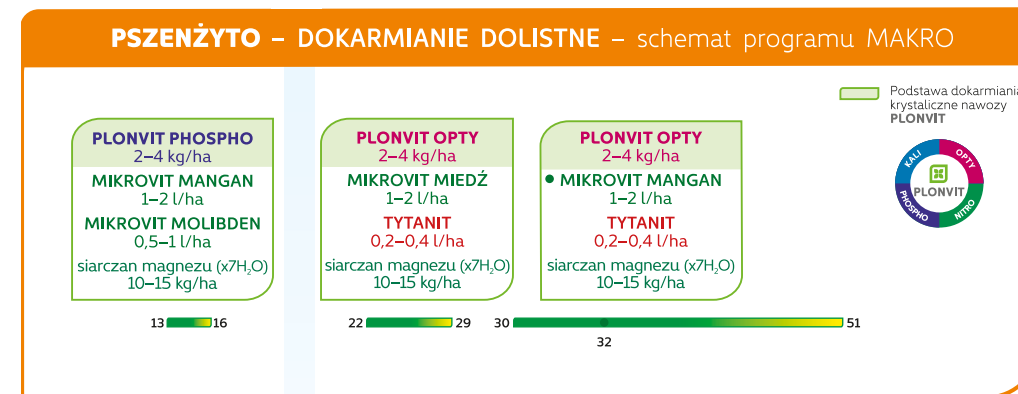 PSZENŻYTO – DOKARMIANIE DOLISTNE – schemat programu MAKRO
Podstawa dokarmiania
krystaliczne nawozy
PLONVIT
KALI
OPTY
PLONVIT
PHOSPHO
NITRO
PLONVIT PHOSPHO
2–4 kg/ha
MIKROVIT MANGAN
1–2 l/ha
MIKROVIT MOLIBDEN
0,5–1 l/ha
siarczan magnezu (x7H₂O)
10–15 kg/ha
13 16
PLONVIT OPTY
2–4 kg/ha
MIKROVIT MIEDŹ
1–2 l/ha
TYTANIT
0,2–0,4 l/ha
siarczan magnezu (x7H₂O)
10–15 kg/ha
22 29
PLONVIT OPTY
2–4 kg/ha
• MIKROVIT MANGAN
1–2 l/ha
TYTANIT
0,2–0,4 l/ha
siarczan magnezu (x7H₂O)
10–15 kg/ha
30 51
32